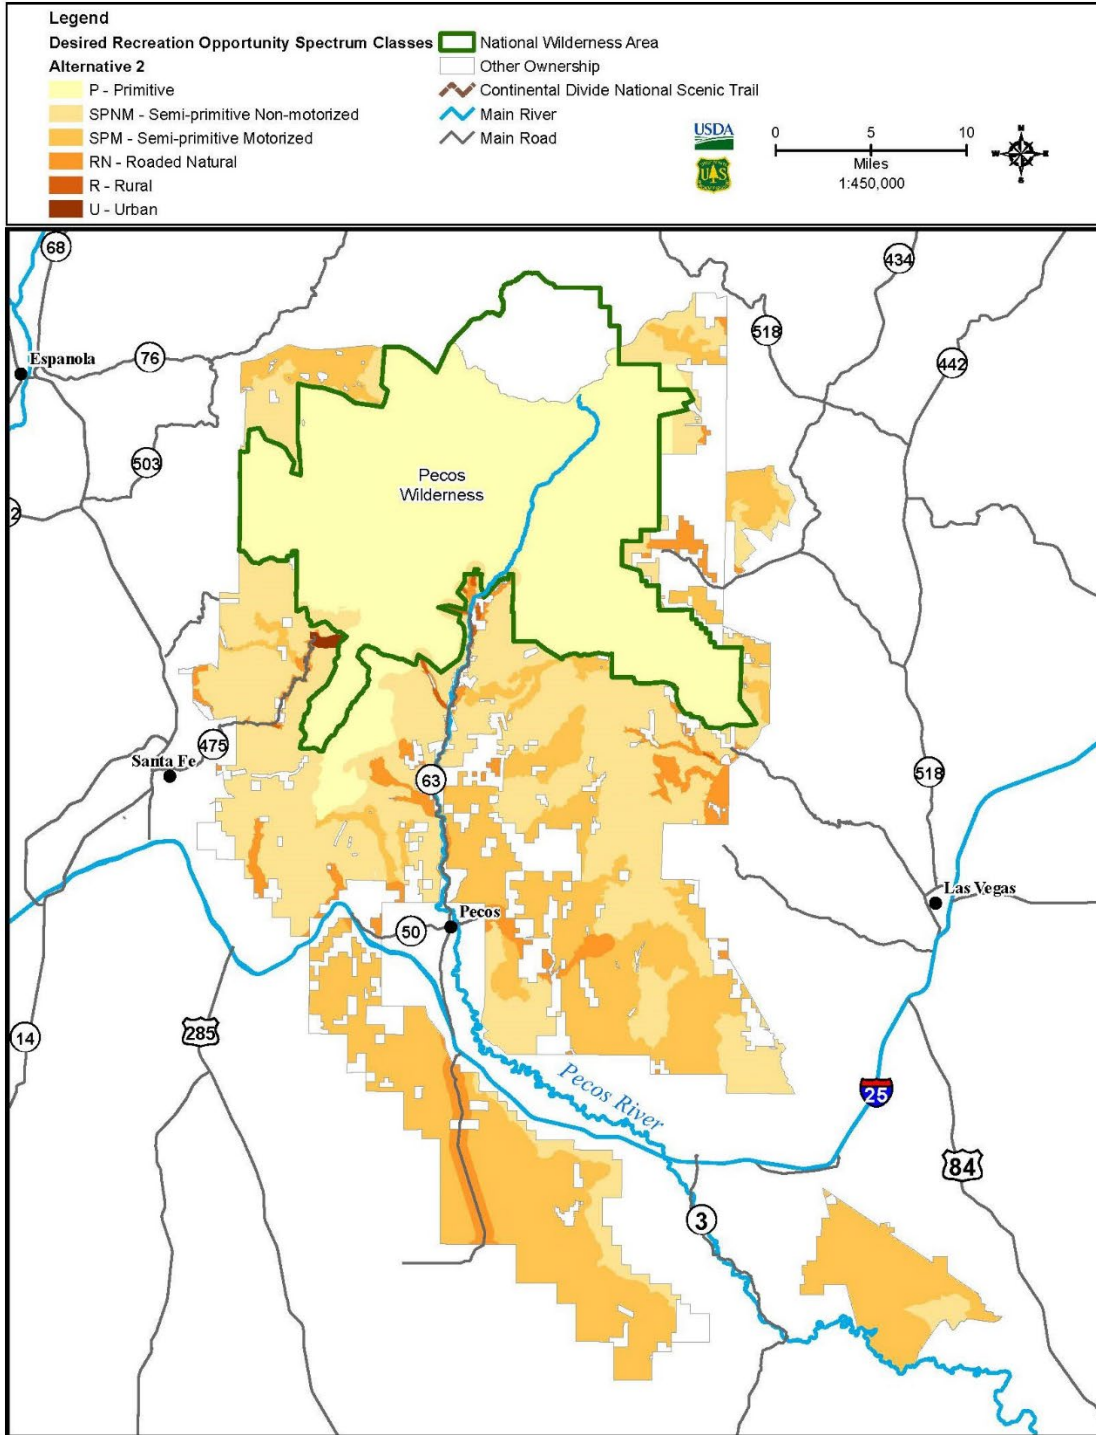 Legend
Desired Recreation Opportunity Spectrum Classes
Alternative 2
P - Primitive
SPNM - Semi-primitive Non-motorized
SPM - Semi-primitive Motorized
RN - Roaded Natural
R - Rural
U - Urban
National Wilderness Area
Other Ownership
Continental Divide National Scenic Trail
Main River
Main Road
USDA
U S
0 5 10
Miles
1:450,000
N
W E
S
68
434
518
Espanola
76
442
503
Pecos
Wilderness
2
475
Santa Fe
63
518
Las Vegas
Pecos
50
14
285
Pecos River
25
84
3